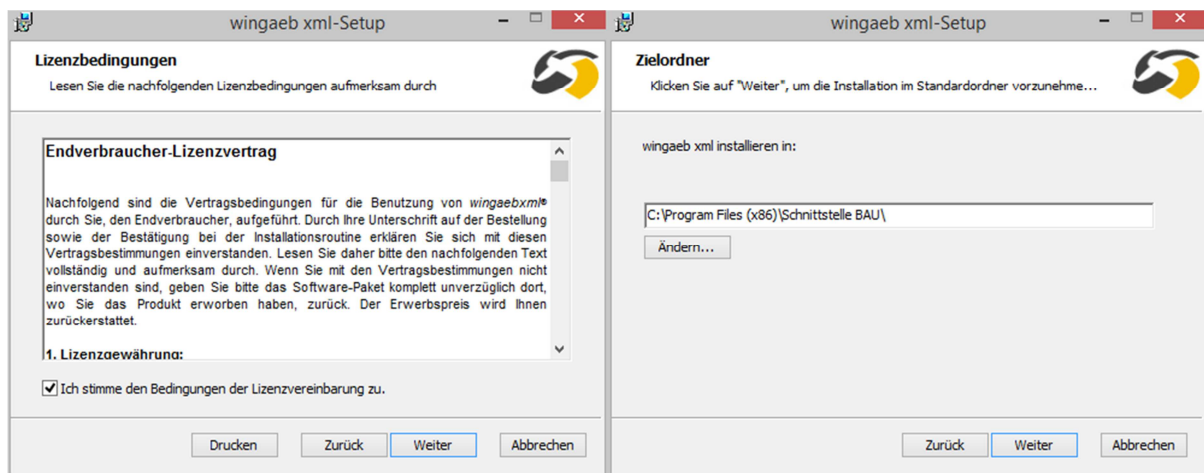 wingaeb xml-Setup
Lizenzbedingungen
Lesen Sie die nachfolgenden Lizenzbedingungen aufmerksam durch
Endverbraucher-Lizenzvertrag
Nachfolgend sind die Vertragsbedingungen für die Benutzung von wingaebxml®
durch Sie, den Endverbraucher, aufgeführt. Durch Ihre Unterschrift auf der Bestellung
sowie der Bestätigung bei der Installationsroutine erklären Sie sich mit diesen
Vertragsbestimmungen einverstanden. Lesen Sie daher bitte den nachfolgenden Text
vollständig und aufmerksam durch. Wenn Sie mit den Vertragsbestimmungen nicht
einverstanden sind, geben Sie bitte das Software-Paket komplett unverzüglich dort,
wo Sie das Produkt erworben haben, zurück. Der Erwerbspreis wird Ihnen
zurückerstattet.
1. Lizenzgewährung:
Ich stimme den Bedingungen der Lizenzvereinbarung zu.
Drucken Zurück Weiter Abbrechen
wingaeb xml-Setup
Zielordner
Klicken Sie auf "Weiter", um die Installation im Standardordner vorzunehme...
wingaeb xml installieren in:
C:\Program Files (x86)\Schnittstelle BAU\
Ändern...
Zurück Weiter Abbrechen